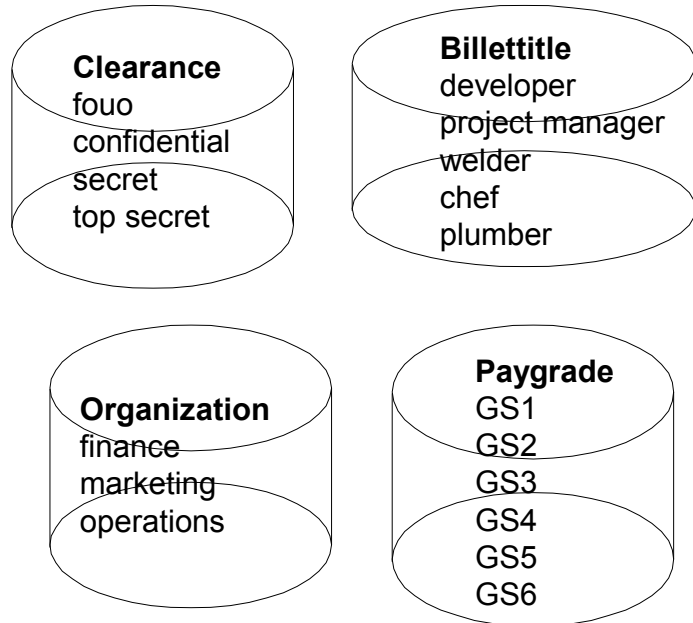 Clearance
fouo
confidential
secret
top secret
Billettitle
developer
project manager
welder
chef
plumber
Organization
finance
marketing
operations
Paygrade
GS1
GS2
GS3
GS4
GS5
GS6